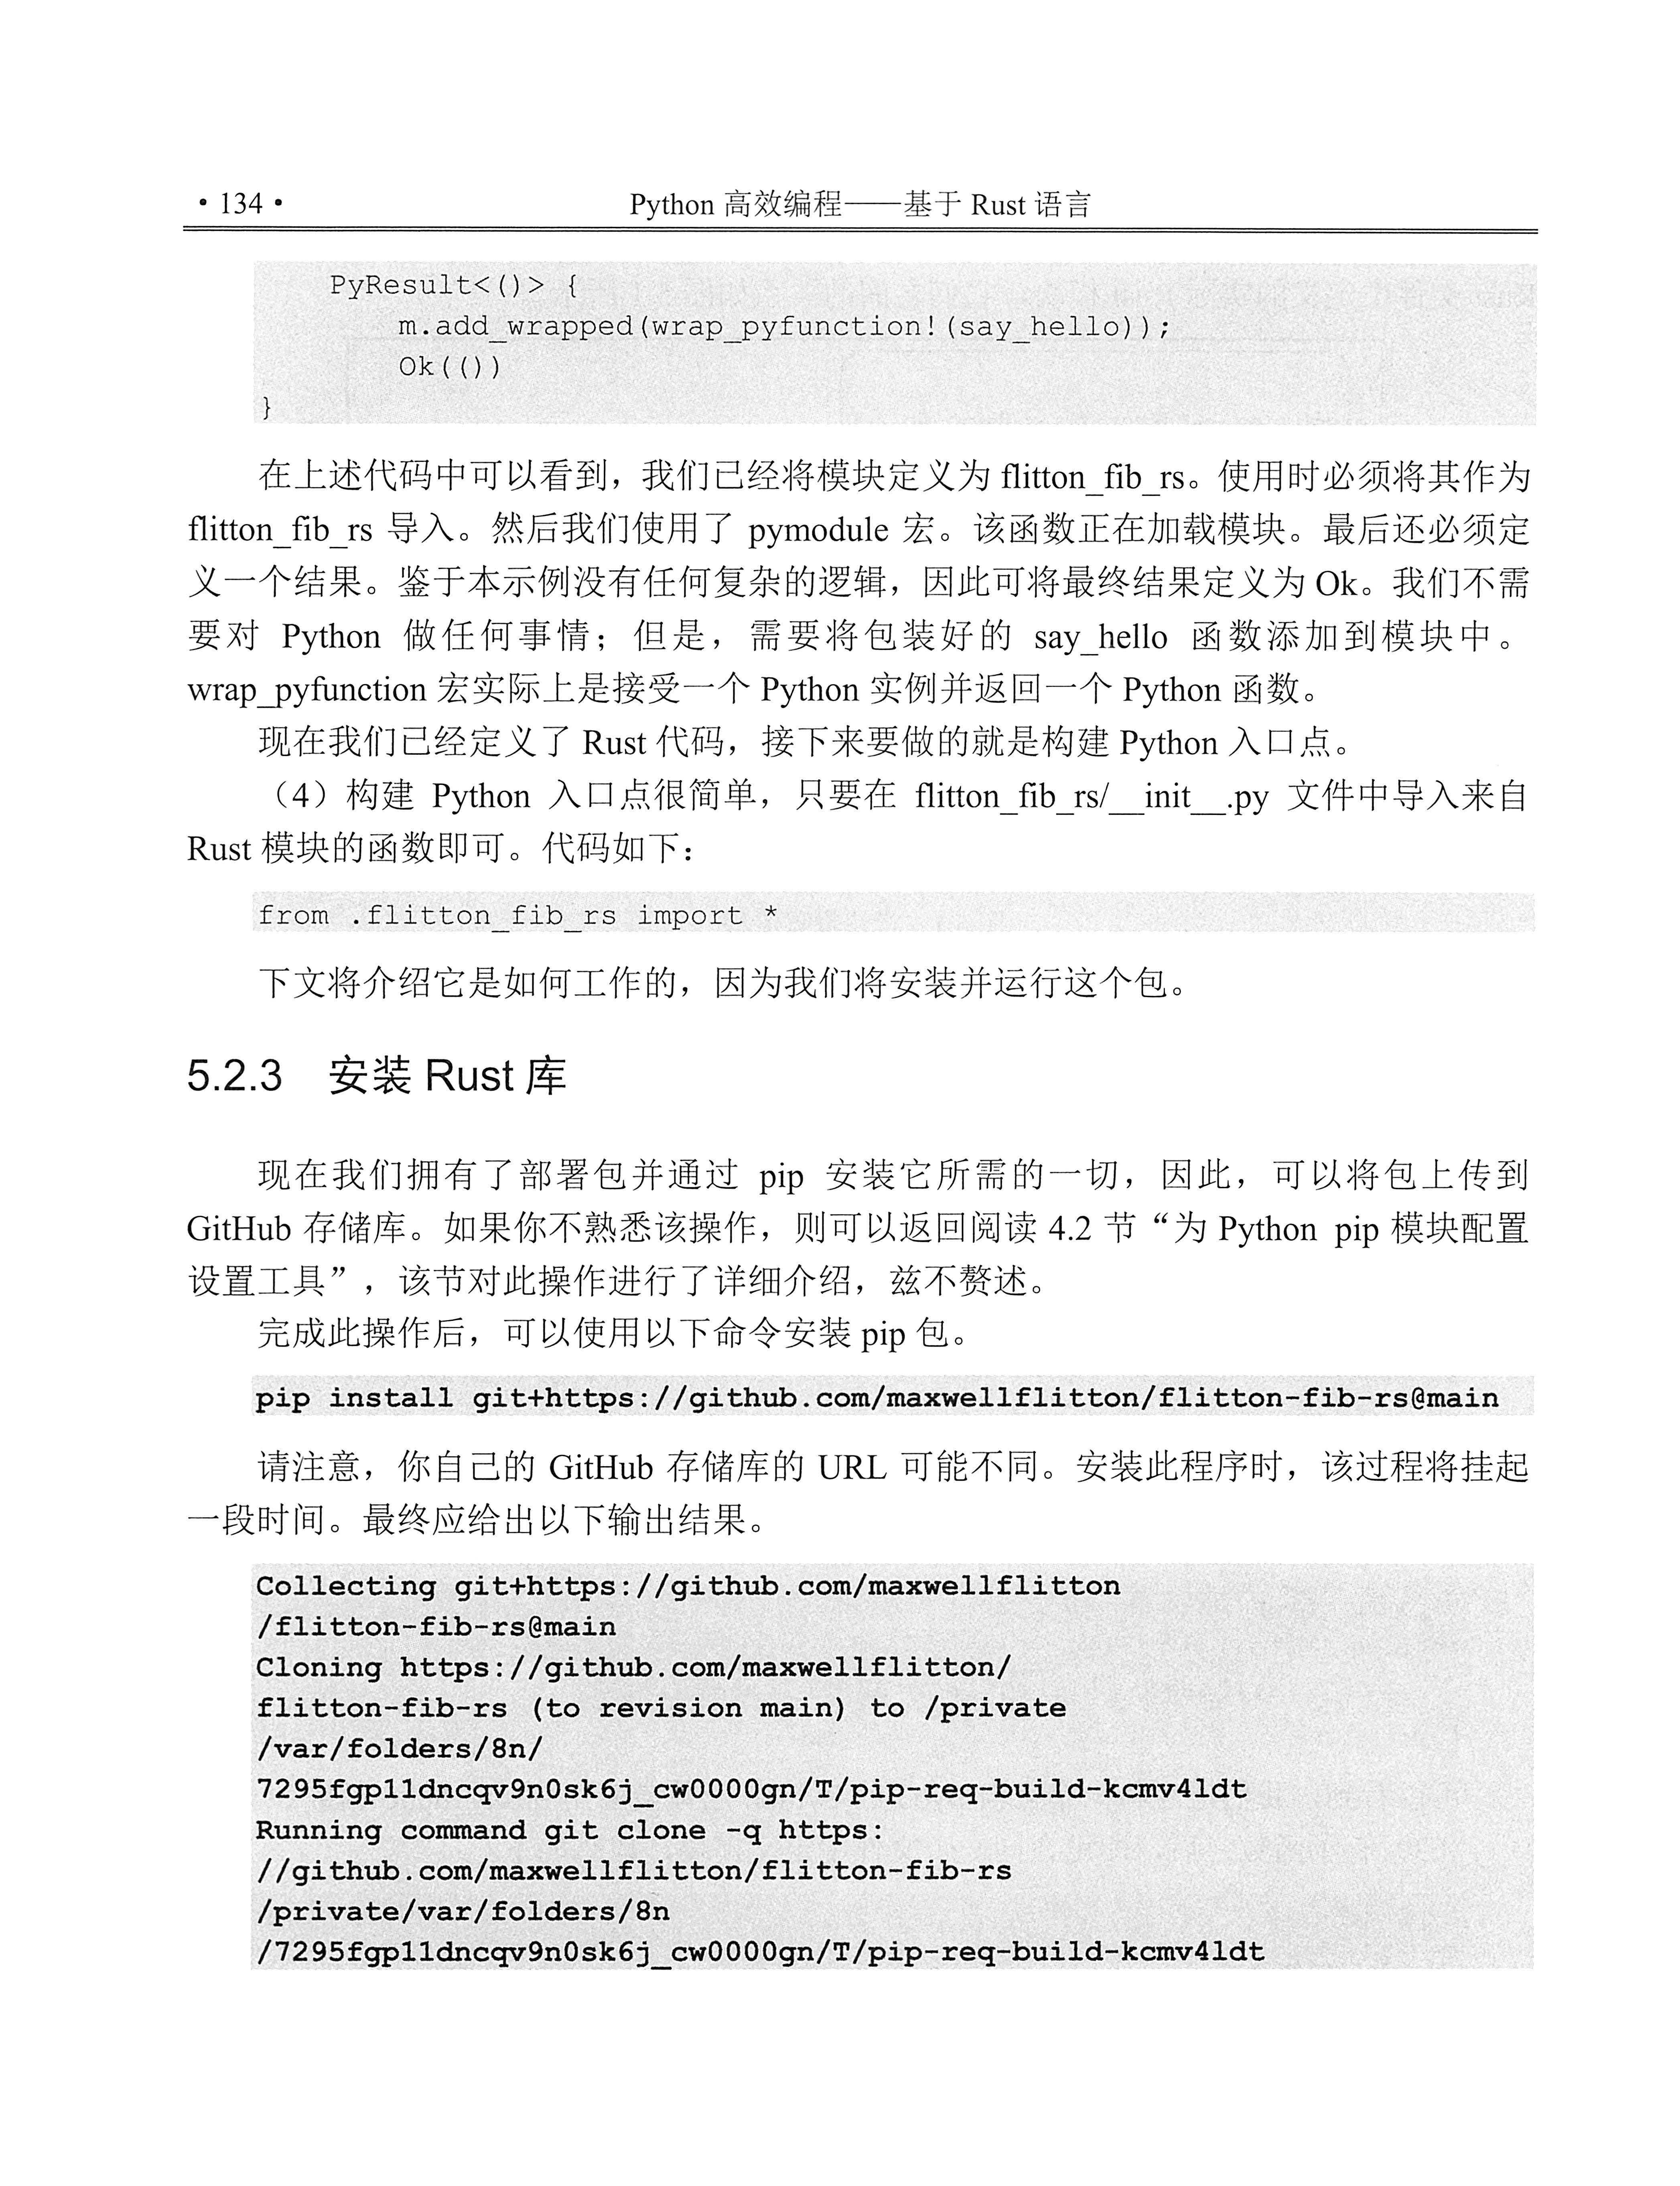 • 134 •
Python 高效编程——基于 Rust 语言
PyResult<()> {
m.add_wrapped(wrap_pyfunction!(say_hello));
Ok(())
}
在上述代码中可以看到，我们已经将模块定义为 flitton_fib_rs。使用时必须将其作为
flitton_fib_rs 导入。然后我们使用了 pymodule 宏。该函数正在加载模块。最后还必须定
义一个结果。鉴于本示例没有任何复杂的逻辑，因此可将最终结果定义为 Ok。我们不需
要对 Python 做任何事情；但是，需要将包装好的 say_hello 函数添加到模块中。
wrap_pyfunction 宏实际上是接受一个 Python 实例并返回一个 Python 函数。
现在我们已经定义了 Rust 代码，接下来要做的就是构建 Python 入口点。
（4）构建 Python 入口点很简单，只要在 flitton_fib_rs/__init__.py 文件中导入来自
Rust 模块的函数即可。代码如下：
from .flitton_fib_rs import *
下文将介绍它是如何工作的，因为我们将安装并运行这个包。
5.2.3 安装 Rust 库
现在我们拥有了部署包并通过 pip 安装它所需的一切，因此，可以将包上传到
GitHub 存储库。如果你不熟悉该操作，则可以返回阅读 4.2 节“为 Python pip 模块配置
设置工具”，该节对此操作进行了详细介绍，兹不赘述。
完成此操作后，可以使用以下命令安装 pip 包。
pip install git+https://github.com/maxwellflitton/flitton-fib-rs@main
请注意，你自己的 GitHub 存储库的 URL 可能不同。安装此程序时，该过程将挂起
一段时间。最终应给出以下输出结果。
Collecting git+https://github.com/maxwellflitton
/flitton-fib-rs@main
Cloning https://github.com/maxwellflitton/
flitton-fib-rs (to revision main) to /private
/var/folders/8n/
7295fgp11dncqv9n0sk6j_cw0000gn/T/pip-req-build-kcmv4ldt
Running command git clone -q https:
//github.com/maxwellflitton/flitton-fib-rs
/private/var/folders/8n
/7295fgp11dncqv9n0sk6j_cw0000gn/T/pip-req-build-kcmv4ldt